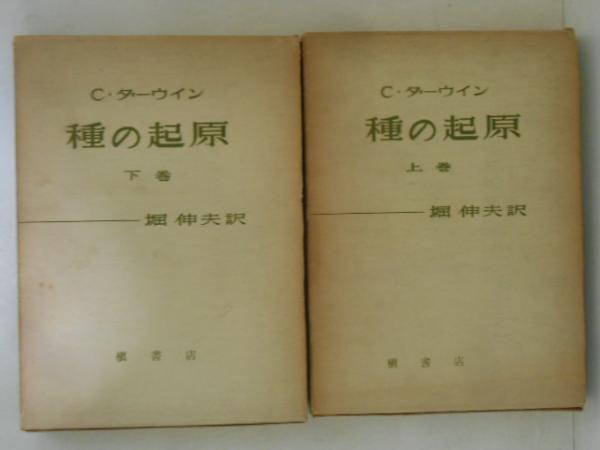 C・ダーウイン
種の起原
下巻
堀伸夫訳
槇書店
C・ダーウイン
種の起原
上巻
堀伸夫訳
槇書店